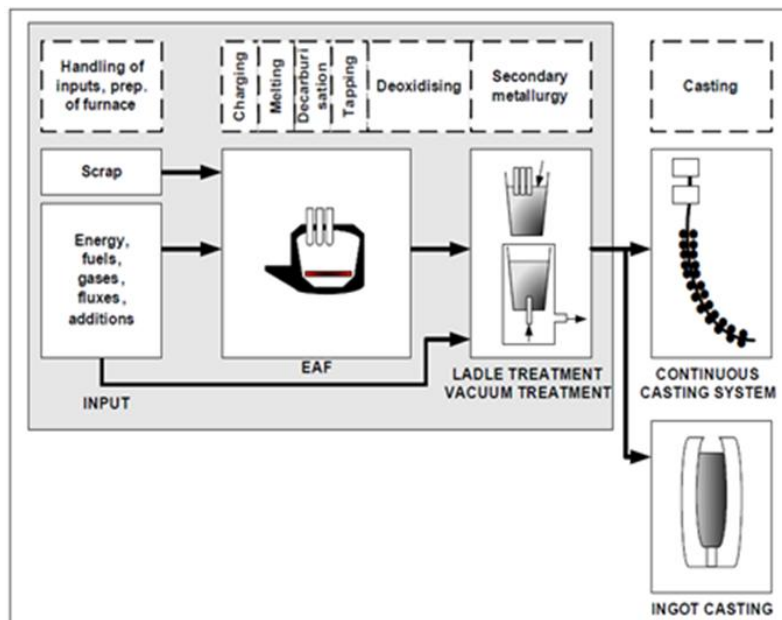 Handling of
inputs, prep.
of furnace
Charging
Melting
Decarburi
sation
Tapping
Deoxidising
Secondary
metallurgy
Casting
Scrap
Energy,
fuels,
gases,
fluxes,
additions
INPUT
EAF
LADLE TREATMENT
VACUUM TREATMENT
CONTINUOUS
CASTING SYSTEM
INGOT CASTING